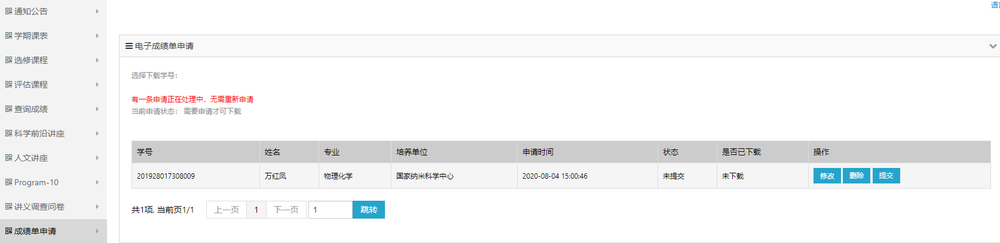 通知公告
学期课表
选修课程
评估课程
查询成绩
科学前沿讲座
人文讲座
Program-10
讲义调查问卷
成绩单申请
电子成绩单申请
选择下载学号：
有一条申请正在处理中，无需重新申请
当前申请状态： 需要申请才可下载
学号 姓名 专业 培养单位 申请时间 状态 是否已下载 操作
201928017308009 万红凤 物理化学 国家纳米科学中心 2020-08-04 15:00:46 未提交 未下载 修改 删除 提交
共1项, 当前页1/1 上一页 1 下一页 1 跳转